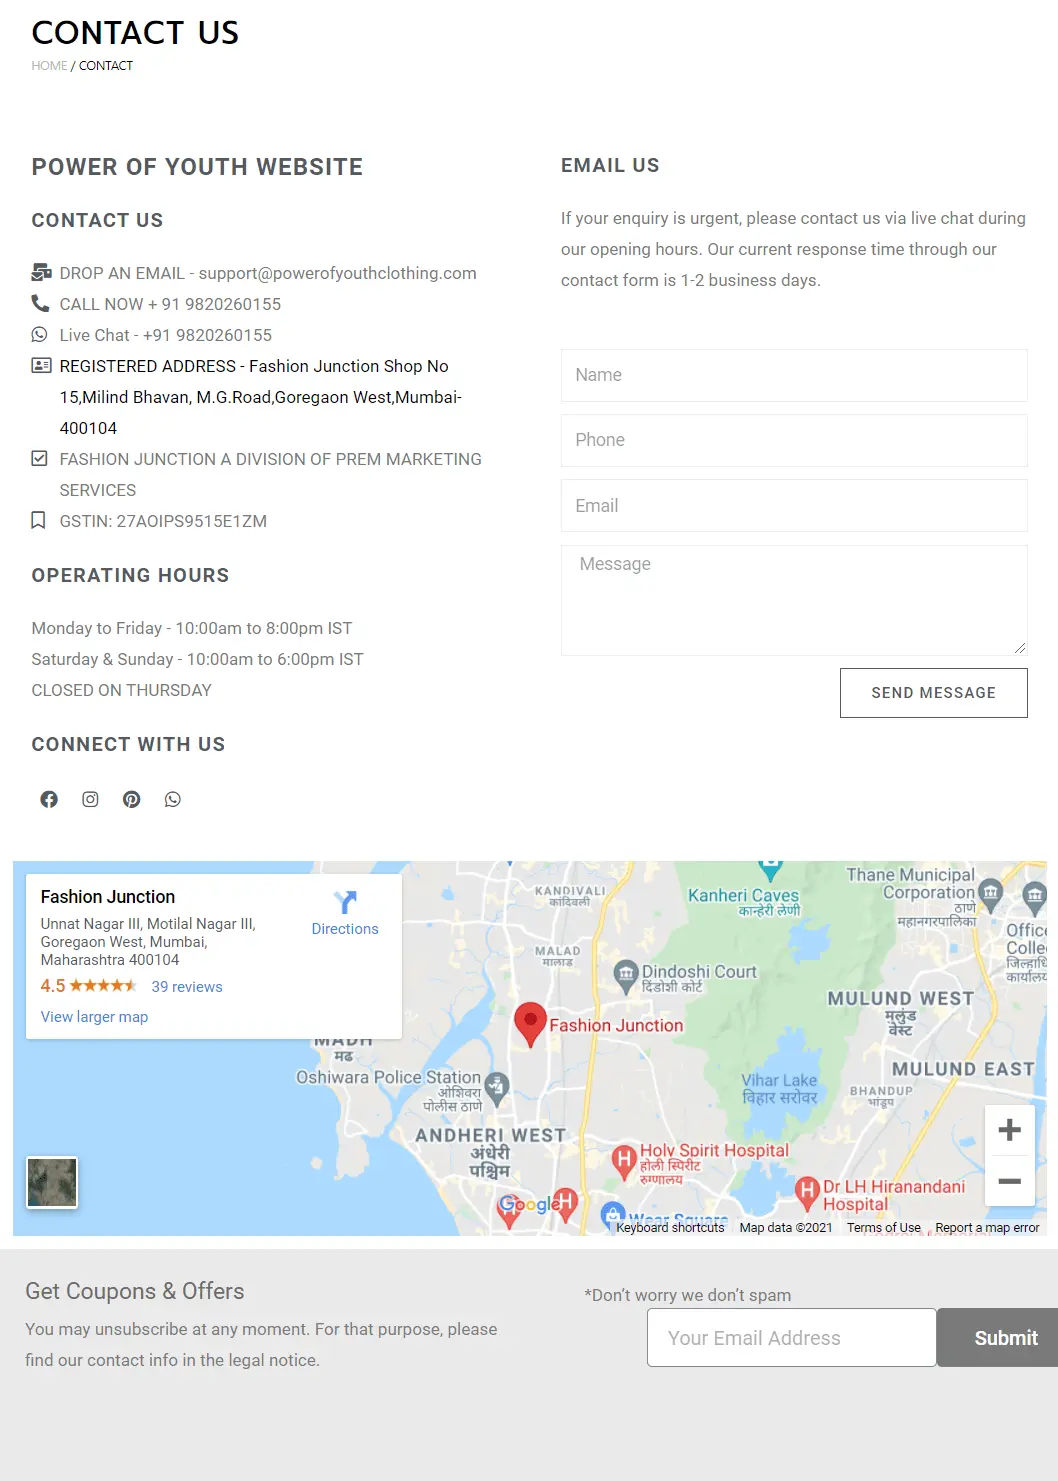 CONTACT US
HOME / CONTACT
POWER OF YOUTH WEBSITE
CONTACT US
DROP AN EMAIL - support@powerofyouthclothing.com
CALL NOW + 91 9820260155
Live Chat - +91 9820260155
REGISTERED ADDRESS - Fashion Junction Shop No
15,Milind Bhavan, M.G.Road,Goregaon West,Mumbai-
400104
FASHION JUNCTION A DIVISION OF PREM MARKETING
SERVICES
GSTIN: 27AOIPS9515E1ZM
OPERATING HOURS
Monday to Friday - 10:00am to 8:00pm IST
Saturday & Sunday - 10:00am to 6:00pm IST
CLOSED ON THURSDAY
CONNECT WITH US
EMAIL US
If your enquiry is urgent, please contact us via live chat during
our opening hours. Our current response time through our
contact form is 1-2 business days.
Name
Phone
Email
Message
SEND MESSAGE
Fashion Junction
Unnat Nagar III, Motilal Nagar III,
Goregaon West, Mumbai,
Maharashtra 400104
4.5
39 reviews
View larger map
Directions
KANDIVALI
कांदिवली
Kanheri Caves
कान्हेरी लेणी
Thane Municipal
Corporation
ठाणे
महानगरपालिका
Office
Colle
जिल्हाधि
कार्यालय
MALAD
मालाड
Dindoshi Court
दिंडोशी कोर्ट
MULUND WEST
मुलुंड
वेस्ट
Fashion Junction
MADH
मढ
Oshiwara Police Station
ओशिवरा
पोलीस ठाणे
Vihar Lake
विहार सरोवर
MULUND EAST
BHANDUP
भांडुप
ANDHERI WEST
अंधेरी
पश्चिम
Holy Spirit Hospital
होली स्पिरीट
रुग्णालय
Dr LH Hiranandani
Hospital
Google
Keyboard shortcuts
Map data ©2021
Terms of Use
Report a map error
Get Coupons & Offers
You may unsubscribe at any moment. For that purpose, please
find our contact info in the legal notice.
*Don't worry we don't spam
Your Email Address
Submit